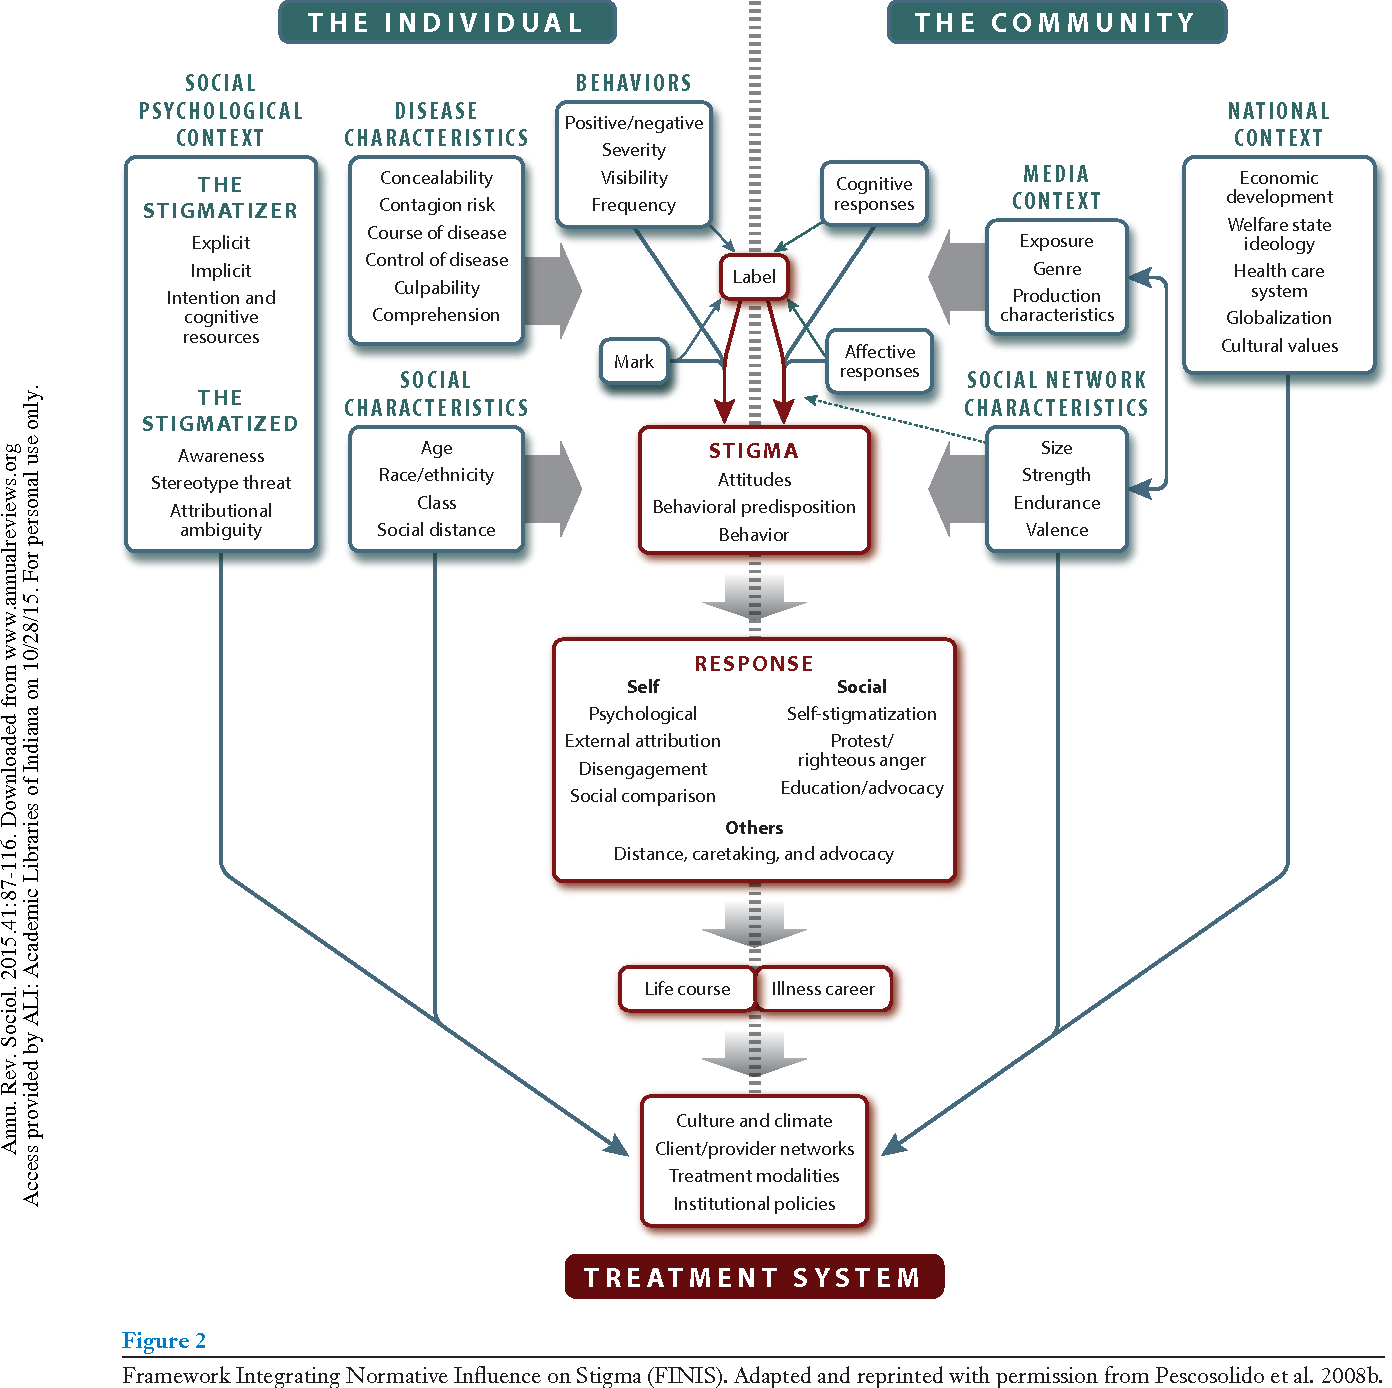 THE INDIVIDUAL
THE COMMUNITY
SOCIAL
PSYCHOLOGICAL
CONTEXT
THE
STIGMATIZER
Explicit
Implicit
Intention and
cognitive
resources
THE
STIGMATIZED
Awareness
Stereotype threat
Attributional
ambiguity
DISEASE
CHARACTERISTICS
Concealability
Contagion risk
Course of disease
Control of disease
Culpability
Comprehension
SOCIAL
CHARACTERISTICS
Age
Race/ethnicity
Class
Social distance
BEHAVIORS
Positive/negative
Severity
Visibility
Frequency
Label
Mark
Cognitive
responses
Affective
responses
MEDIA
CONTEXT
Exposure
Genre
Production
characteristics
SOCIAL NETWORK
CHARACTERISTICS
Size
Strength
Endurance
Valence
NATIONAL
CONTEXT
Economic
development
Welfare state
ideology
Health care
system
Globalization
Cultural values
STIGMA
Attitudes
Behavioral predisposition
Behavior
RESPONSE
Self
Psychological
External attribution
Disengagement
Social comparison
Social
Self-stigmatization
Protest/
righteous anger
Education/advocacy
Others
Distance, caretaking, and advocacy
Life course
Illness career
Culture and climate
Client/provider networks
Treatment modalities
Institutional policies
TREATMENT SYSTEM
Figure 2
Framework Integrating Normative Influence on Stigma (FINIS). Adapted and reprinted with permission from Pescosolido et al. 2008b.
Annu. Rev. Sociol. 2015.41:87-116. Downloaded from www.annualreviews.org
Access provided by ALI: Academic Libraries of Indiana on 10/28/15. For personal use only.